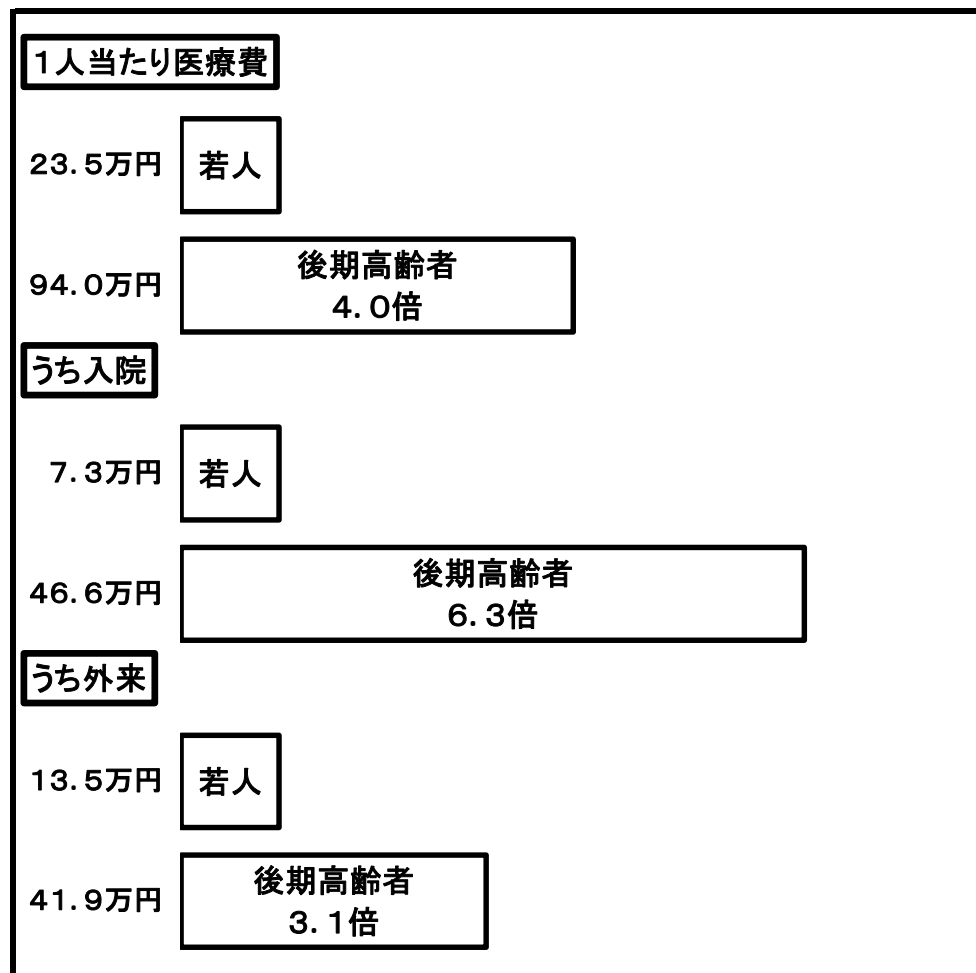 １人当たり医療費
２３．５万円
若人
９４．０万円
後期高齢者
４．０倍
うち入院
７．３万円
若人
４６．６万円
後期高齢者
６．３倍
うち外来
１３．５万円
若人
４１．９万円
後期高齢者
３．１倍